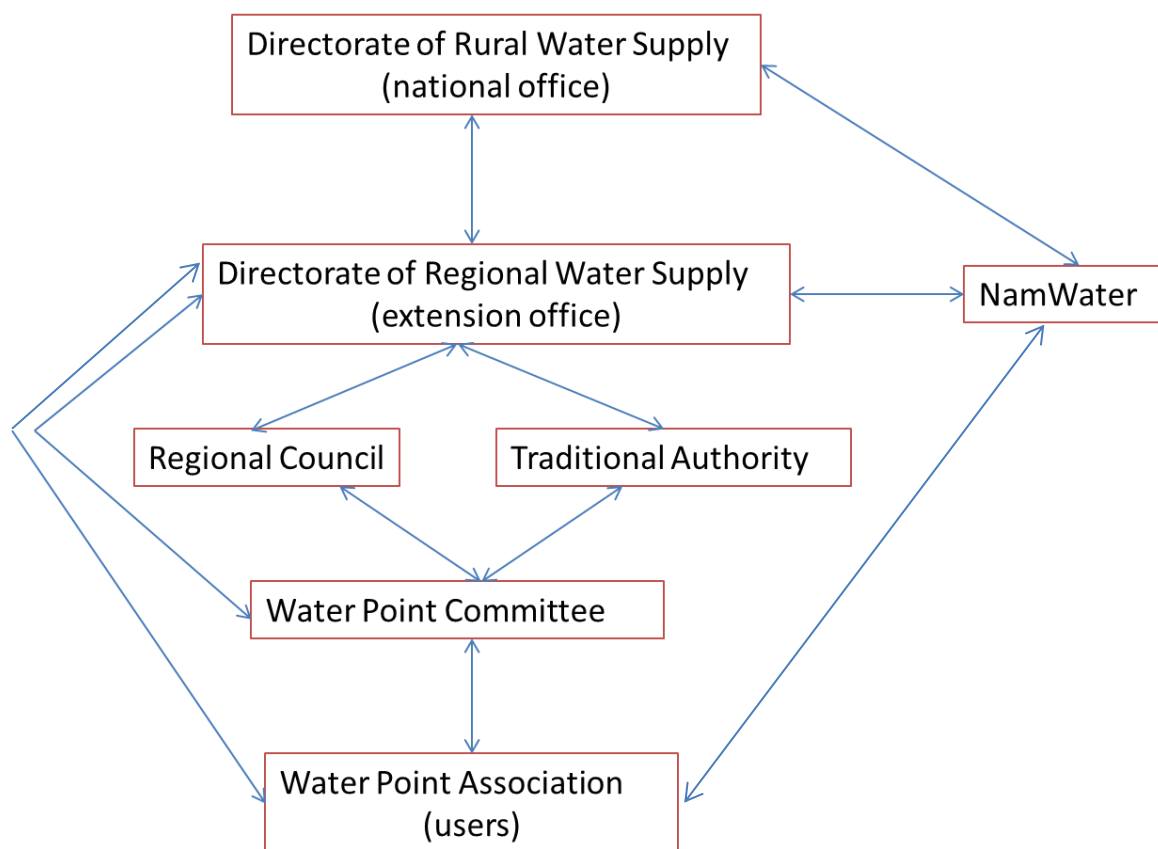 Directorate of Rural Water Supply
(national office)
Directorate of Regional Water Supply
(extension office)
NamWater
Regional Council
Traditional Authority
Water Point Committee
Water Point Association
(users)